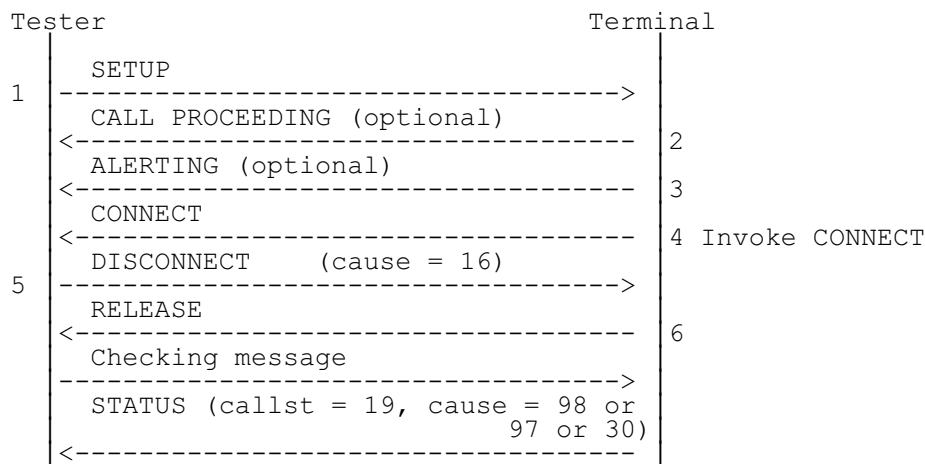 Tester Terminal
SETUP
1
CALL PROCEEDING (optional)
2
ALERTING (optional)
3
CONNECT
4 Invoke CONNECT
DISCONNECT (cause = 16)
5
RELEASE
6
Checking message
STATUS (callst = 19, cause = 98 or
97 or 30)